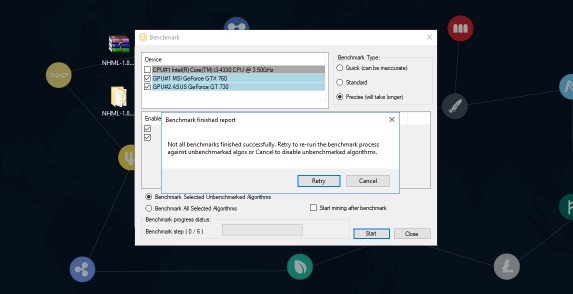 Benchmark
NHML-1.8...
NHML-1.8...
Device
CPU#1 Intel(R) Core(TM) i3-4330 CPU @ 3.50GHz
GPU#1 MSI GeForce GTX 760
GPU#2 ASUS GeForce GT 730
Benchmark Type:
Quick (can be inaccurate)
Standard
Precise (will take longer)
Enable
Benchmark finished report
Not all benchmarks finished successfully. Retry to re-run the benchmark process
against unbenchmarked algos or Cancel to disable unbenchmarked algorithms.
Retry
Cancel
Benchmark Selected Unbenchmarked Algorithms
Benchmark All Selected Algorithms
Start mining after benchmark
Benchmark progress status:
Benchmark step ( 0 / 6 )
Start
Close